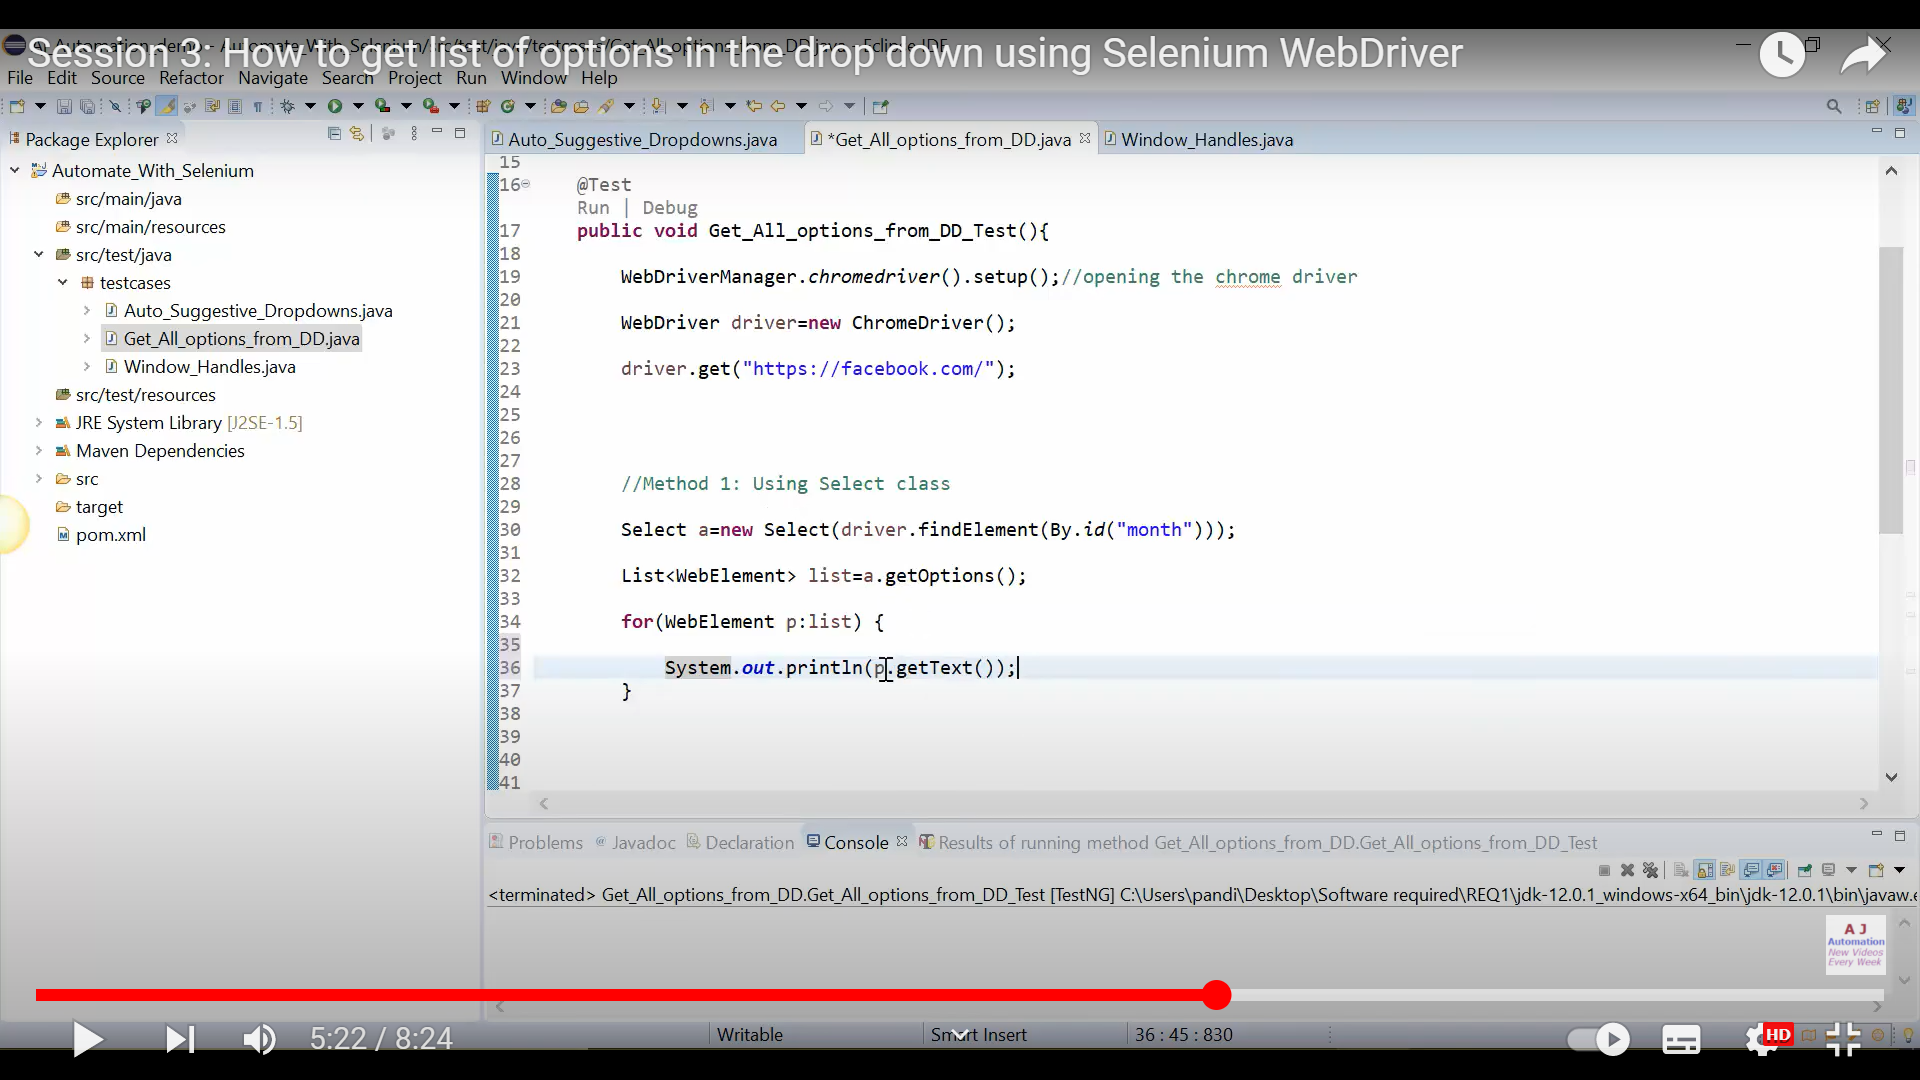 Session 3: How to get list of options in the drop down using Selenium WebDriver
File Edit Source Refactor Navigate Search Project Run Window Help
Package Explorer
Automate_With_Selenium
src/main/java
src/main/resources
src/test/java
testcases
Auto_Suggestive_Dropdowns.java
Get_All_options_from_DD.java
Window_Handles.java
src/test/resources
JRE System Library [J2SE-1.5]
Maven Dependencies
src
target
pom.xml
Auto_Suggestive_Dropdowns.java *Get_All_options_from_DD.java Window_Handles.java
15
16 @Test
Run | Debug
17 public void Get_All_options_from_DD_Test(){
18
19 WebDriverManager.chromedriver().setup();//opening the chrome driver
20
21 WebDriver driver=new ChromeDriver();
22
23 driver.get("https://facebook.com/");
24
25
26
27
28 //Method 1: Using Select class
29
30 Select a=new Select(driver.findElement(By.id("month")));
31
32 List<WebElement> list=a.getOptions();
33
34 for(WebElement p:list) {
35
36 System.out.println(p.getText());
37 }
38
39
40
41
Problems Javadoc Declaration Console Results of running method Get_All_options_from_DD.Get_All_options_from_DD_Test
<terminated> Get_All_options_from_DD.Get_All_options_from_DD_Test [TestNG] C:\Users\pandi\Desktop\Software required\REQ1\jdk-12.0.1_windows-x64_bin\jdk-12.0.1\bin\javaw.e
A J
Automation
New Videos
Every Week
5:22 / 8:24
Writable Smart Insert 36 : 45 : 830
HD